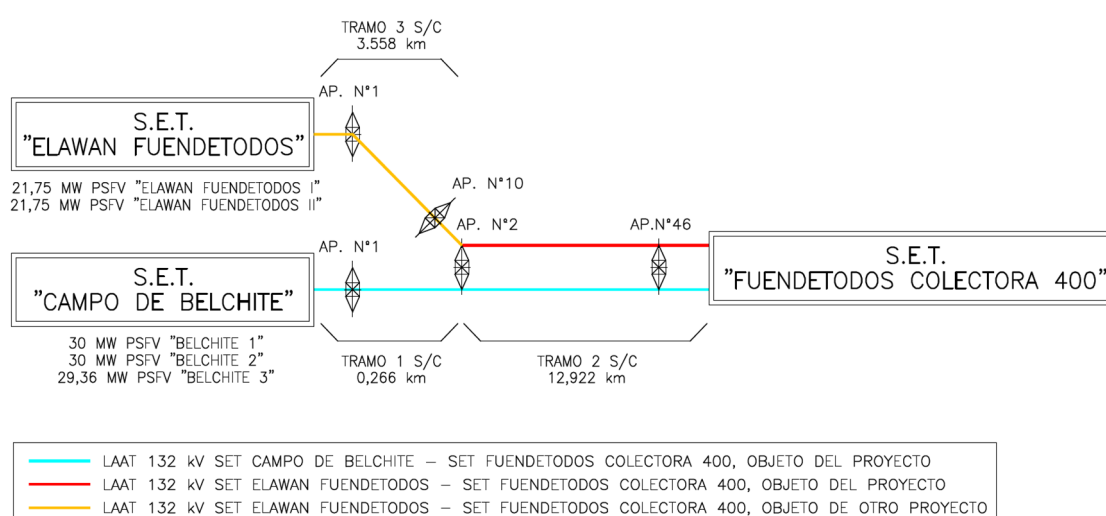 TRAMO 3 S/C
3.558 km
AP. N°1
S.E.T.
"ELAWAN FUENDETODOS"
21,75 MW PSFV "ELAWAN FUENDETODOS I"
21,75 MW PSFV "ELAWAN FUENDETODOS II"
AP. N°10
AP. N°2
AP.N°46
S.E.T.
"FUENDETODOS COLECTORA 400"
AP. N°1
S.E.T.
"CAMPO DE BELCHITE"
30 MW PSFV "BELCHITE 1"
30 MW PSFV "BELCHITE 2"
29,36 MW PSFV "BELCHITE 3"
TRAMO 1 S/C
0,266 km
TRAMO 2 S/C
12,922 km
LAAT 132 kV SET CAMPO DE BELCHITE – SET FUENDETODOS COLECTORA 400, OBJETO DEL PROYECTO
LAAT 132 kV SET ELAWAN FUENDETODOS – SET FUENDETODOS COLECTORA 400, OBJETO DEL PROYECTO
LAAT 132 kV SET ELAWAN FUENDETODOS – SET FUENDETODOS COLECTORA 400, OBJETO DE OTRO PROYECTO